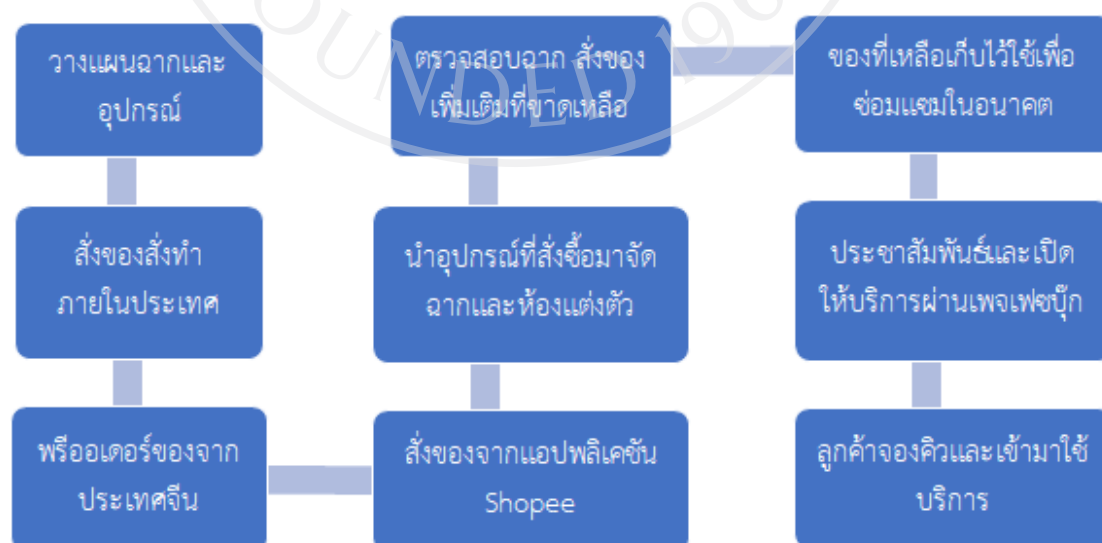 วางแผนฉากและ
อุปกรณ์
สั่งของสั่งทำ
ภายในประเทศ
พรีออเดอร์ของจาก
ประเทศจีน
สั่งของจากแอปพลิเคชัน
Shopee
นำอุปกรณ์ที่สั่งซื้อมาจัด
ฉากและห้องแต่งตัว
ตรวจสอบฉาก สั่งของ
เพิ่มเติมที่ขาดเหลือ
ของที่เหลือเก็บไว้ใช้เพื่อ
ซ่อมแซมในอนาคต
ประชาสัมพันธ์และเปิด
ให้บริการผ่านเพจเฟซบุ๊ก
ลูกค้าจองคิวและเข้ามาใช้
บริการ